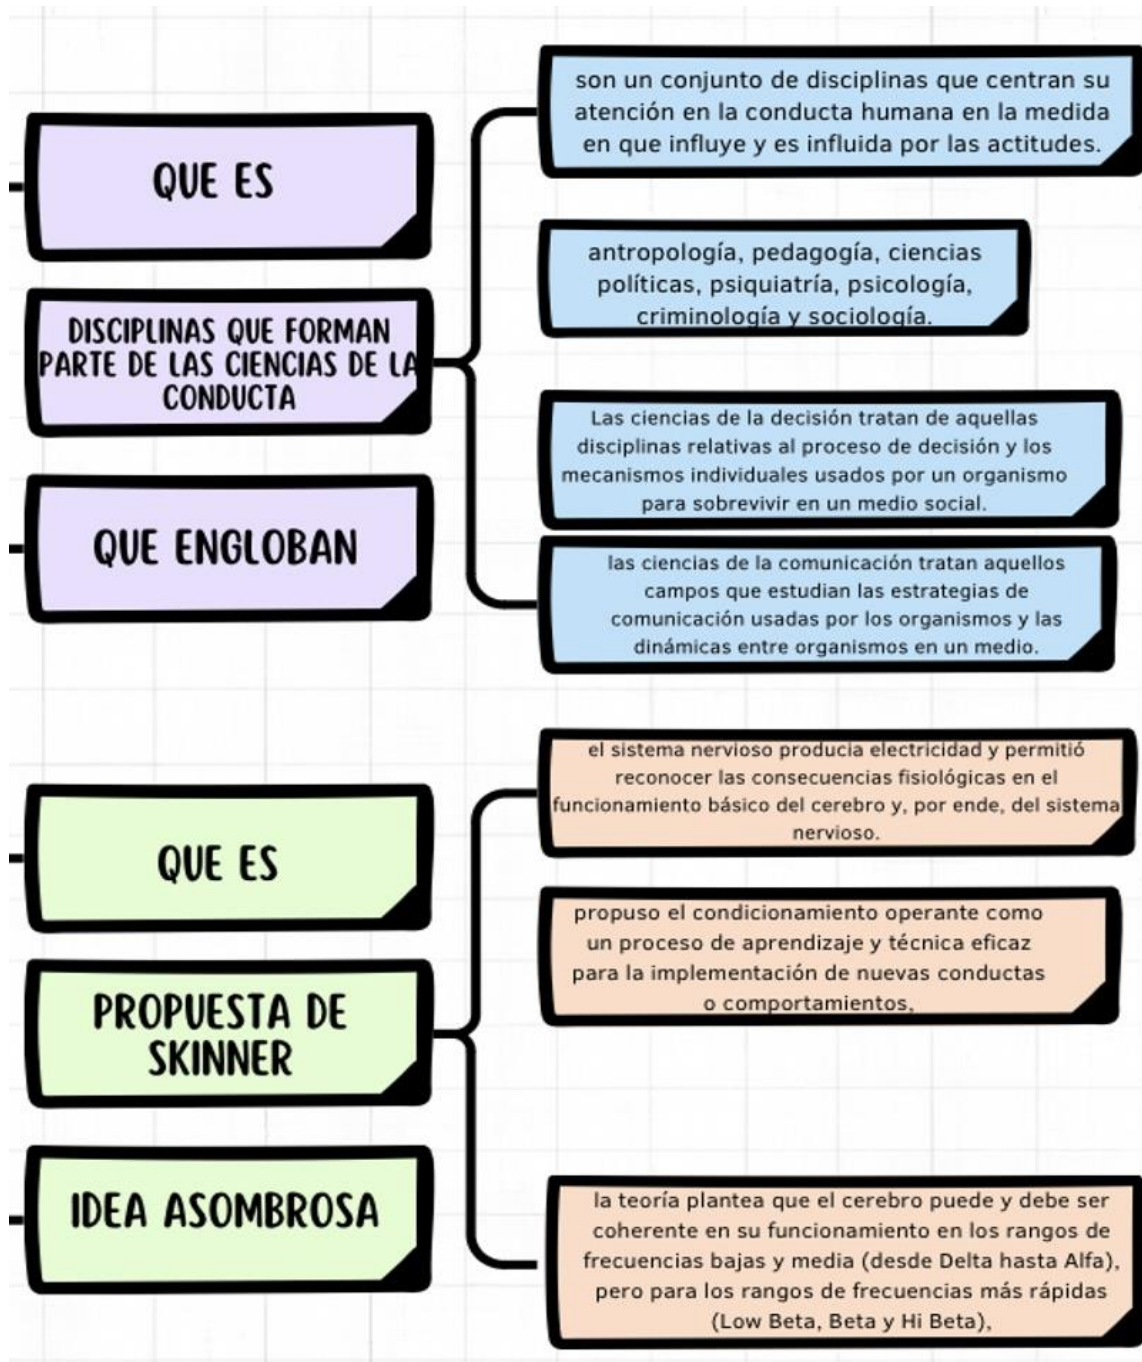 QUE ES
son un conjunto de disciplinas que centran su
atención en la conducta humana en la medida
en que influye y es influida por las actitudes.
DISCIPLINAS QUE FORMAN
PARTE DE LAS CIENCIAS DE LA
CONDUCTA
antropología, pedagogía, ciencias
políticas, psiquiatría, psicología,
criminología y sociología.
QUE ENGLOBAN
Las ciencias de la decisión tratan de aquellas
disciplinas relativas al proceso de decisión y los
mecanismos individuales usados por un organismo
para sobrevivir en un medio social.
las ciencias de la comunicación tratan aquellos
campos que estudian las estrategias de
comunicación usadas por los organismos y las
dinámicas entre organismos en un medio.
QUE ES
el sistema nervioso producia electricidad y permitió
reconocer las consecuencias fisiológicas en el
funcionamiento básico del cerebro y, por ende, del sistema
nervioso.
PROPUESTA DE
SKINNER
propuso el condicionamiento operante como
un proceso de aprendizaje y técnica eficaz
para la implementación de nuevas conductas
o comportamientos,
IDEA ASOMBROSA
la teoría plantea que el cerebro puede y debe ser
coherente en su funcionamiento en los rangos de
frecuencias bajas y media (desde Delta hasta Alfa),
pero para los rangos de frecuencias más rápidas
(Low Beta, Beta y Hi Beta),